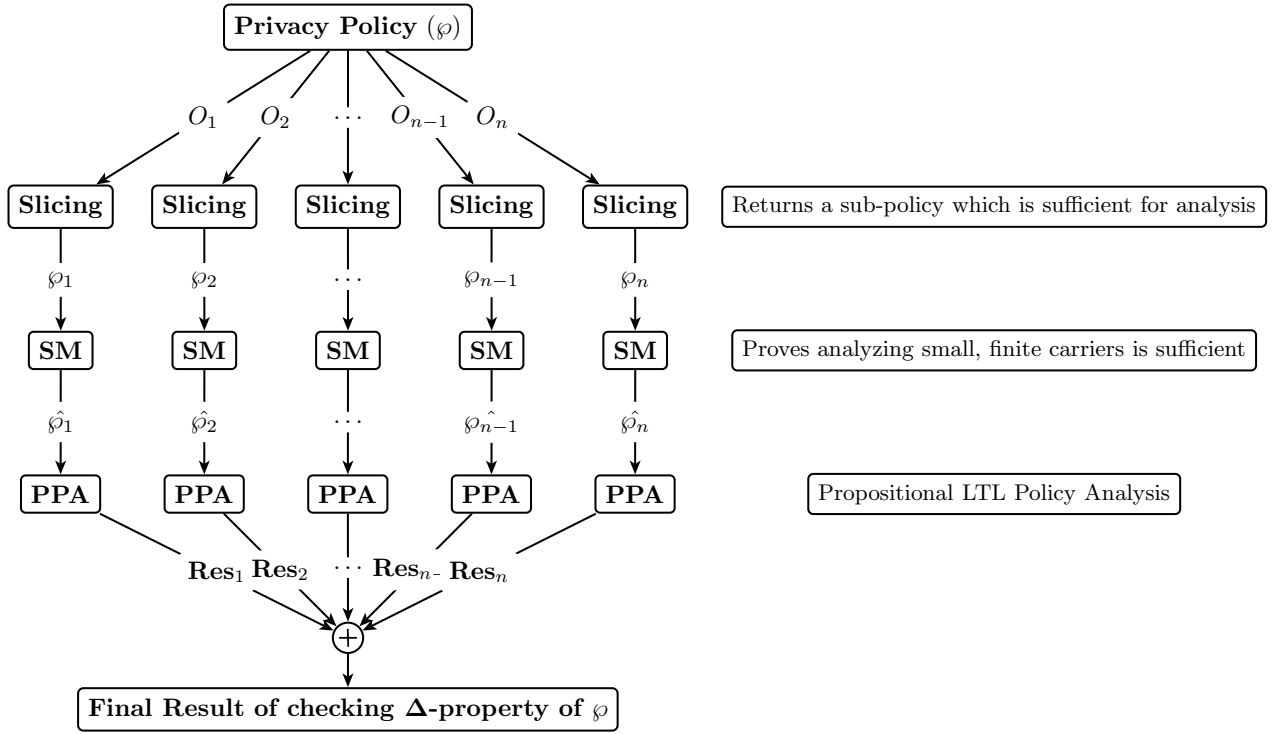 Privacy Policy (℘)
O₁ O₂ ⋯ Oₙ₋₁ Oₙ
Slicing Slicing Slicing Slicing Slicing Returns a sub-policy which is sufficient for analysis
℘₁ ℘₂ ⋯ ℘ₙ₋₁ ℘ₙ
SM SM SM SM SM Proves analyzing small, finite carriers is sufficient
℘̂₁ ℘̂₂ ⋯ ℘̂ₙ₋₁ ℘̂ₙ
PPA PPA PPA PPA PPA Propositional LTL Policy Analysis
Res₁ Res₂ ⋯ Resₙ₋ Resₙ
+
Final Result of checking Δ-property of ℘